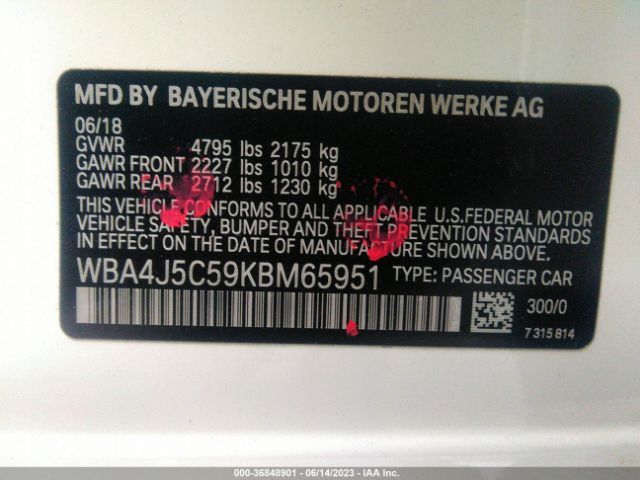 MFD BY BAYERISCHE MOTOREN WERKE AG
06/18
GVWR 4795 lbs 2175 kg
GAWR FRONT 2227 lbs 1010 kg
GAWR REAR 2712 lbs 1230 kg
THIS VEHICLE CONFORMS TO ALL APPLICABLE U.S.FEDERAL MOTOR
VEHICLE SAFETY, BUMPER AND THEFT PREVENTION STANDARDS
IN EFFECT ON THE DATE OF MANUFACTURE SHOWN ABOVE.
WBA4J5C59KBM65951 TYPE: PASSENGER CAR
300/0
7 315 814
000-36848901 - 06/14/2023 - IAA Inc.